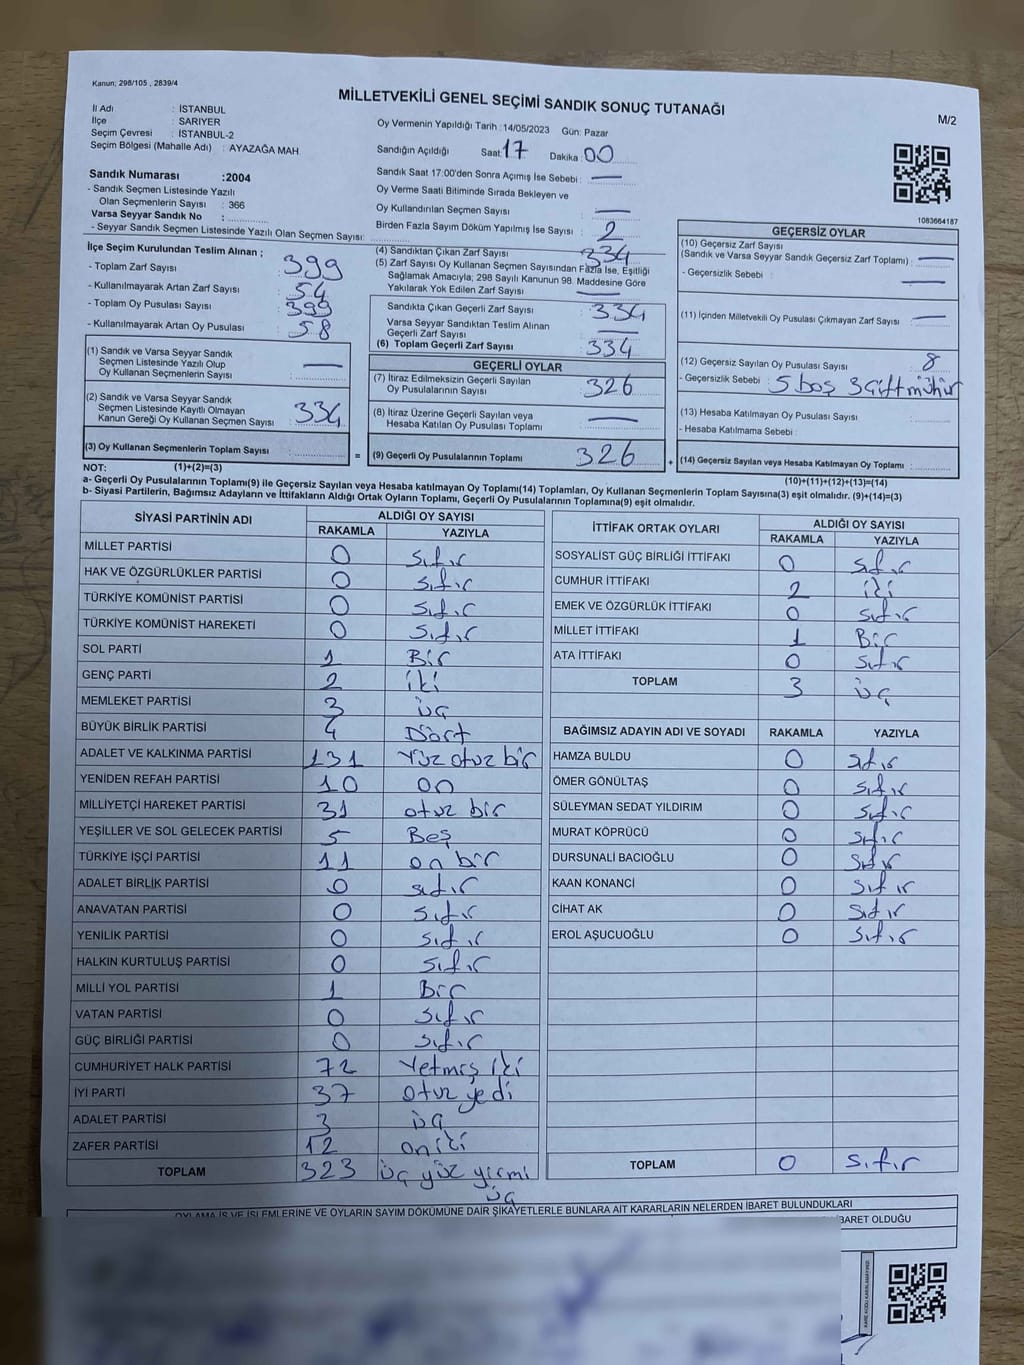 Kanun; 298/105 , 2839/4
MİLLETVEKİLİ GENEL SEÇİMİ SANDIK SONUÇ TUTANAĞI
M/2
İl Adı : İSTANBUL
İlçe : SARIYER
Seçim Çevresi : İSTANBUL-2
Seçim Bölgesi (Mahalle Adı) : AYAZAĞA MAH.
Oy Vermenin Yapıldığı Tarih : 14/05/2023 Gün: Pazar
Sandığın Açıldığı Saat: 17 Dakika : 00
Sandık Saat 17:00'den Sonra Açımış İse Sebebi : —
Oy Verme Saati Bitiminde Sırada Bekleyen ve
Oy Kullandırılan Seçmen Sayısı —
Birden Fazla Sayım Döküm Yapılmış İse Sayısı : 2
1083664187
Sandık Numarası :2004
- Sandık Seçmen Listesinde Yazılı
Olan Seçmenlerin Sayısı : 366
Varsa Seyyar Sandık No :
- Seyyar Sandık Seçmen Listesinde Yazılı Olan Seçmen Sayısı:
İlçe Seçim Kurulundan Teslim Alınan ;
- Toplam Zarf Sayısı : 399
- Kullanılmayarak Artan Zarf Sayısı : 54
- Toplam Oy Pusulası Sayısı : 399
- Kullanılmayarak Artan Oy Pusulası : 58
(1) Sandık ve Varsa Seyyar Sandık
Seçmen Listesinde Yazılı Olup
Oy Kullanan Seçmenlerin Sayısı : —
(2) Sandık ve Varsa Seyyar Sandık
Seçmen Listesinde Kayıtlı Olmayan
Kanun Gereği Oy Kullanan Seçmen Sayısı : 334
(3) Oy Kullanan Seçmenlerin Toplam Sayısı :
(4) Sandıktan Çıkan Zarf Sayısı : 334
(5) Zarf Sayısı Oy Kullanan Seçmen Sayısından Fazla İse, Eşitliği
Sağlamak Amacıyla; 298 Sayılı Kanunun 98. Maddesine Göre
Yakılarak Yok Edilen Zarf Sayısı : —
Sandıkta Çıkan Geçerli Zarf Sayısı : 334
Varsa Seyyar Sandıktan Teslim Alınan
Geçerli Zarf Sayısı : —
(6) Toplam Geçerli Zarf Sayısı : 334
GEÇERLİ OYLAR
(7) İtiraz Edilmeksizin Geçerli Sayılan
Oy Pusulalarının Sayısı : 326
(8) İtiraz Üzerine Geçerli Sayılan veya
Hesaba Katılan Oy Pusulası Toplamı : —
= (9) Geçerli Oy Pusulalarının Toplamı : 326 +
GEÇERSİZ OYLAR
(10) Geçersiz Zarf Sayısı
(Sandık ve Varsa Seyyar Sandık Geçersiz Zarf Toplamı) : —
- Geçersizlik Sebebi : —
(11) İçinden Milletvekili Oy Pusulası Çıkmayan Zarf Sayısı : —
(12) Geçersiz Sayılan Oy Pusulası Sayısı : 8
- Geçersizlik Sebebi : 5 boş 3 çift mühür
(13) Hesaba Katılmayan Oy Pusulası Sayısı :
- Hesaba Katılmama Sebebi :
(14) Geçersiz Sayılan veya Hesaba Katılmayan Oy Toplamı :
NOT: (1)+(2)=(3) (10)+(11)+(12)+(13)=(14)
a- Geçerli Oy Pusulalarının Toplamı(9) ile Geçersiz Sayılan veya Hesaba katılmayan Oy Toplamı(14) Toplamları, Oy Kullanan Seçmenlerin Toplam Sayısına(3) eşit olmalıdır. (9)+(14)=(3)
b- Siyasi Partilerin, Bağımsız Adayların ve İttifakların Aldığı Ortak Oyların Toplamı, Geçerli Oy Pusulalarının Toplamına(9) eşit olmalıdır.
SİYASİ PARTİNİN ADI ALDIĞI OY SAYISI
RAKAMLA YAZIYLA
MİLLET PARTİSİ 0 Sıfır
HAK VE ÖZGÜRLÜKLER PARTİSİ 0 Sıfır
TÜRKİYE KOMÜNİST PARTİSİ 0 Sıfır
TÜRKİYE KOMÜNİST HAREKETİ 0 Sıfır
SOL PARTİ 1 Bir
GENÇ PARTİ 2 iki
MEMLEKET PARTİSİ 3 üç
BÜYÜK BİRLİK PARTİSİ 4 Dört
ADALET VE KALKINMA PARTİSİ 131 Yüz otuz bir
YENİDEN REFAH PARTİSİ 10 on
MİLLİYETÇİ HAREKET PARTİSİ 31 otuz bir
YEŞİLLER VE SOL GELECEK PARTİSİ 5 Beş
TÜRKİYE İŞÇİ PARTİSİ 11 on bir
ADALET BİRLİK PARTİSİ 0 sıfır
ANAVATAN PARTİSİ 0 Sıfır
YENİLİK PARTİSİ 0 Sıfır
HALKIN KURTULUŞ PARTİSİ 0 Sıfır
MİLLİ YOL PARTİSİ 1 Bir
VATAN PARTİSİ 0 Sıfır
GÜÇ BİRLİĞİ PARTİSİ 0 Sıfır
CUMHURİYET HALK PARTİSİ 72 Yetmiş iki
İYİ PARTİ 37 otuz yedi
ADALET PARTİSİ 3 üç
ZAFER PARTİSİ 12 on iki
TOPLAM 323 üç yüz yirmi
üç
İTTİFAK ORTAK OYLARI ALDIĞI OY SAYISI
RAKAMLA YAZIYLA
SOSYALİST GÜÇ BİRLİĞİ İTTİFAKI 0 Sıfır
CUMHUR İTTİFAKI 2 iki
EMEK VE ÖZGÜRLÜK İTTİFAKI 0 Sıfır
MİLLET İTTİFAKI 1 Bir
ATA İTTİFAKI 0 Sıfır
TOPLAM 3 üç
BAĞIMSIZ ADAYIN ADI VE SOYADI RAKAMLA YAZIYLA
HAMZA BULDU 0 Sıfır
ÖMER GÖNÜLTAŞ 0 Sıfır
SÜLEYMAN SEDAT YILDIRIM 0 Sıfır
MURAT KÖPRÜCÜ 0 Sıfır
DURSUNALİ BACIOĞLU 0 Sıfır
KAAN KONANCİ 0 Sıfır
CİHAT AK 0 Sıfır
EROL AŞUCUOĞLU 0 Sıfır
TOPLAM 0 Sıfır
OYLAMA İŞ VE İŞLEMLERİNE VE OYLARIN SAYIM DÖKÜMÜNE DAİR ŞİKAYETLERLE BUNLARA AİT KARARLARIN NELERDEN İBARET BULUNDUKLARI
İBARET OLDUĞU